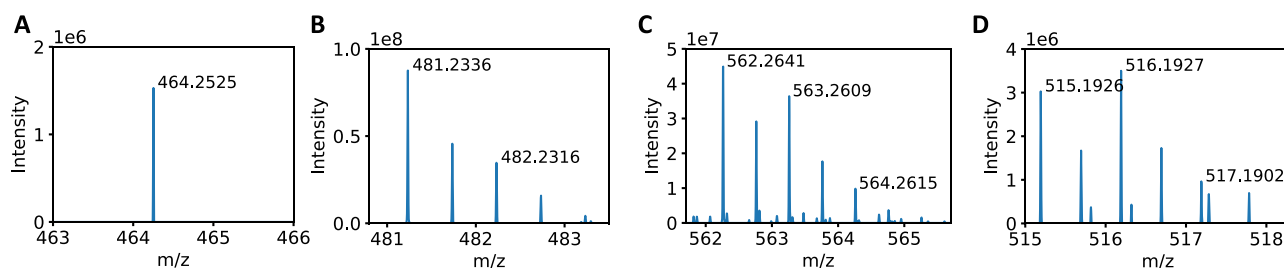 A
1e6
464.2525
2
1
0
Intensity
463
464
465
466
m/z
B
1e8
481.2336
482.2316
1.0
0.5
0.0
Intensity
481
482
483
m/z
C
1e7
562.2641
563.2609
564.2615
5
4
3
2
1
0
Intensity
562
563
564
565
m/z
D
1e6
515.1926
516.1927
517.1902
4
3
2
1
0
Intensity
515
516
517
518
m/z